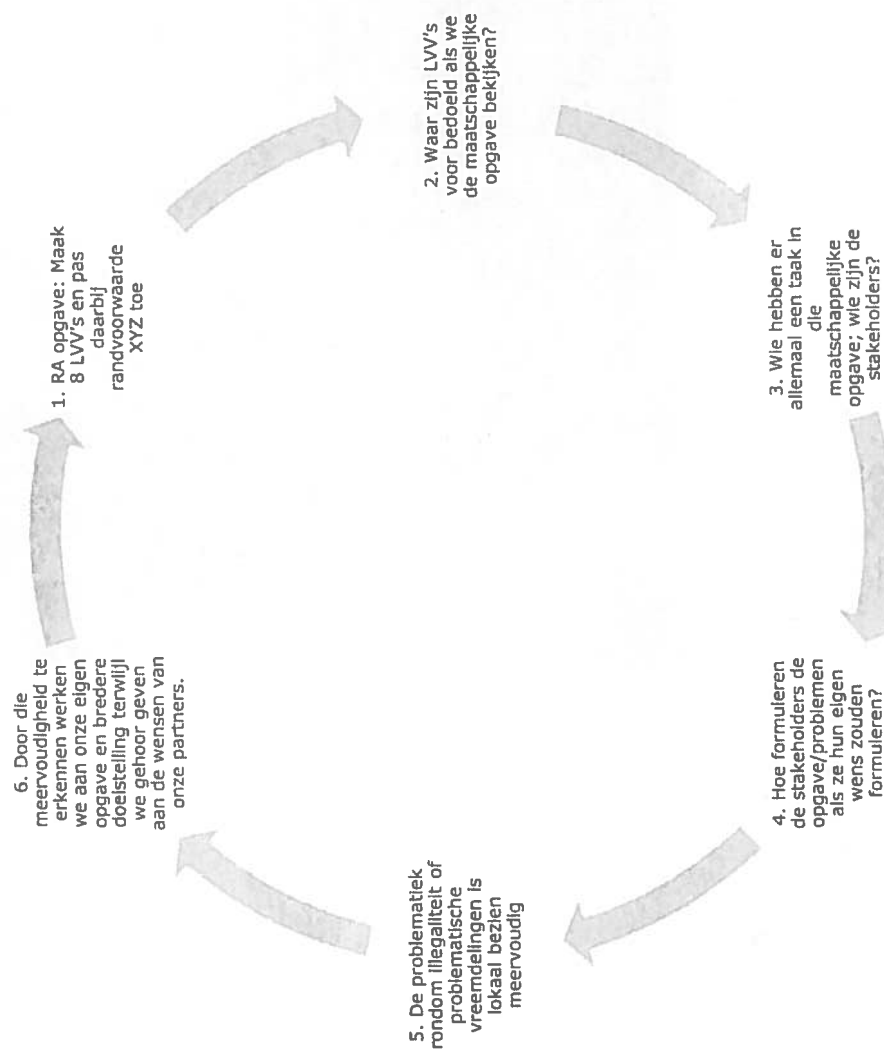 1. RA opgave: Maak
8 LVV's en pas
daarbij
randvoorwaarde
XYZ toe
2. Waar zijn LVV's
voor bedoeld als we
de maatschappelijke
opgave bekijken?
3. Wie hebben er
allemaal een taak in
die
maatschappelijke
opgave; wie zijn de
stakeholders?
4. Hoe formuleren
de stakeholders de
opgave/problemen
als ze hun eigen
wens zouden
formuleren?
5. De problematiek
rondom illegaliteit of
problematische
vreemdelingen is
lokaal bezien
meervoudig
6. Door die
meervoudigheid te
erkennen werken
we aan onze eigen
opgave en bredere
doelstelling terwijl
we gehoor geven
aan de wensen van
onze partners.